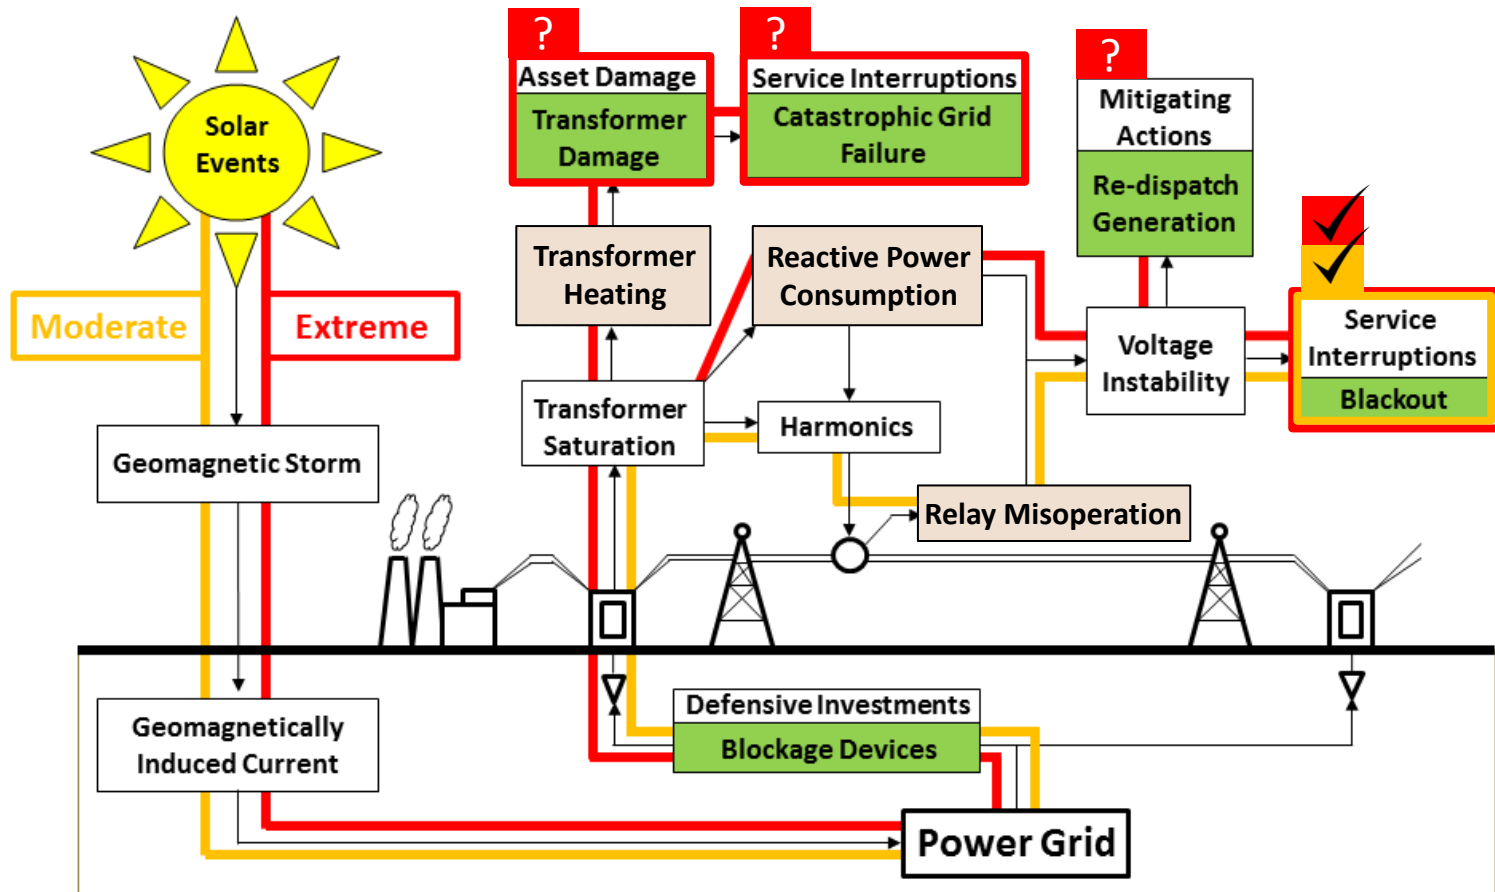 Solar
Events
Moderate
Extreme
Geomagnetic Storm
Geomagnetically
Induced Current
?
Asset Damage
Transformer
Damage
?
Service Interruptions
Catastrophic Grid
Failure
?
Mitigating
Actions
Re-dispatch
Generation
Transformer
Heating
Reactive Power
Consumption
Transformer
Saturation
Harmonics
Relay Misoperation
Voltage
Instability
Service
Interruptions
Blackout
Defensive Investments
Blockage Devices
Power Grid